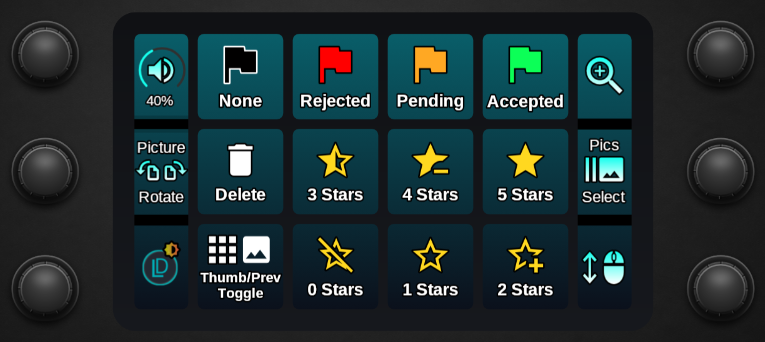 40%
None
Rejected
Pending
Accepted
Picture
Rotate
Delete
3 Stars
4 Stars
5 Stars
Pics
Select
LD
Thumb/Prev
Toggle
0 Stars
1 Stars
2 Stars